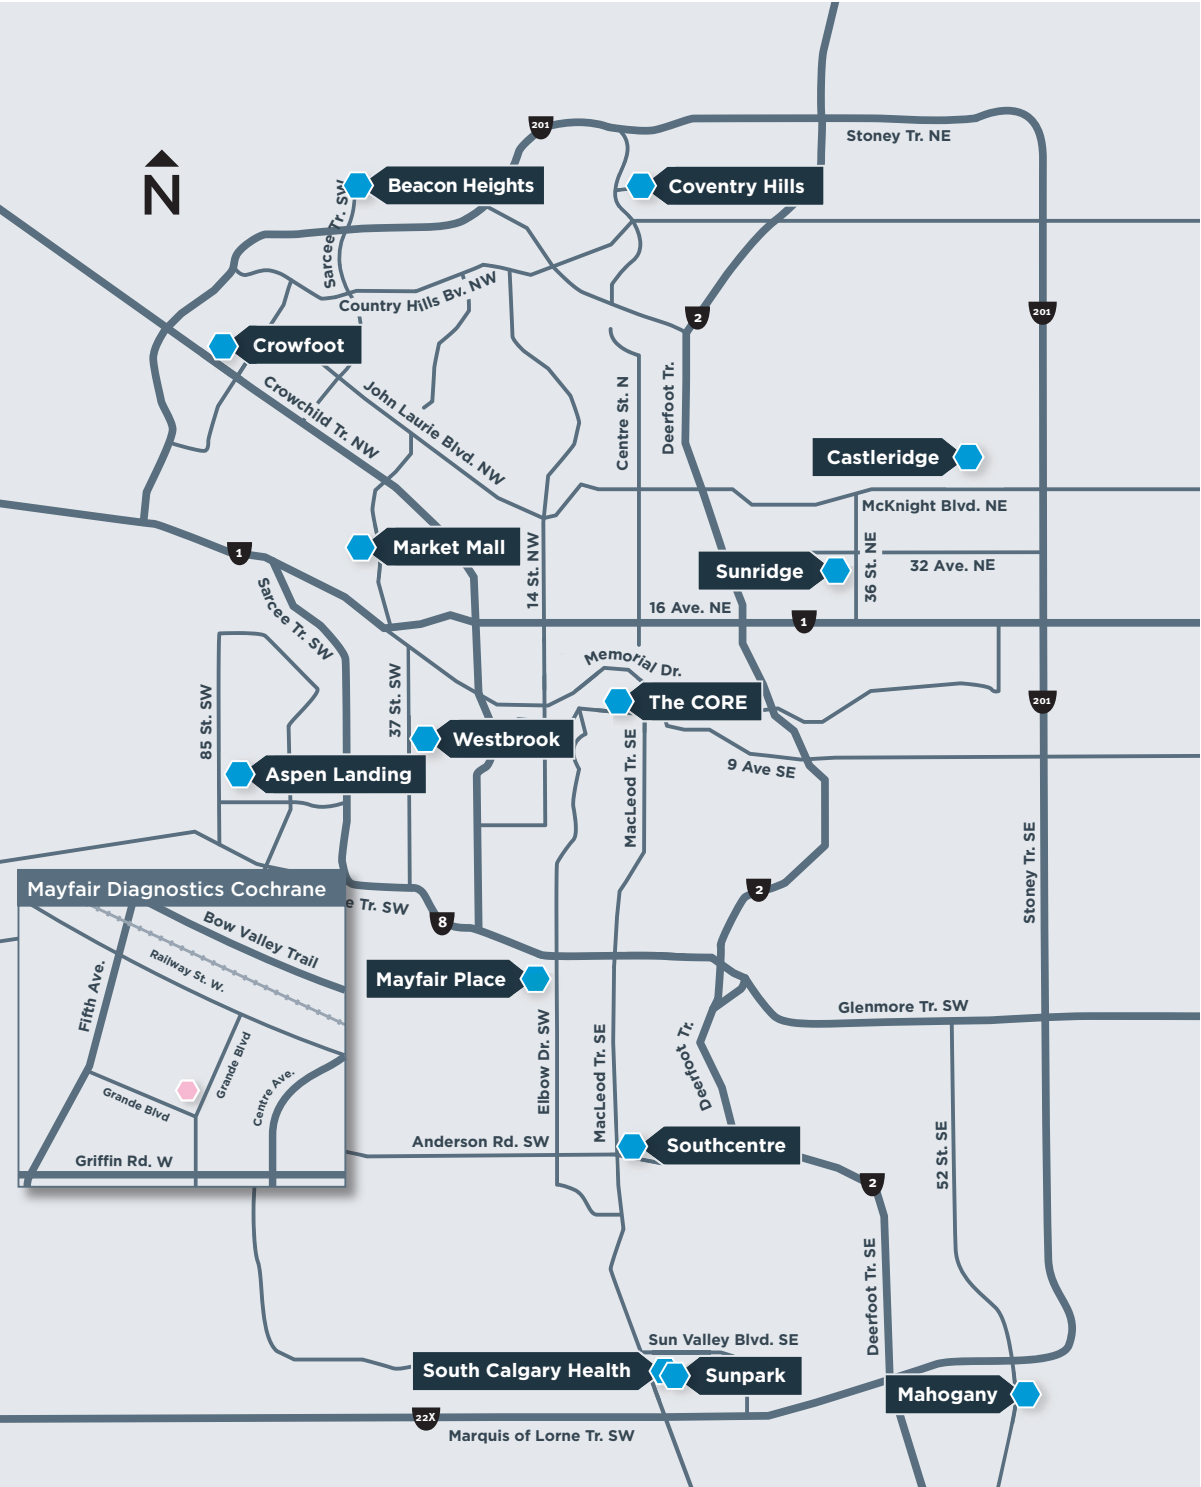 201
Stoney Tr. NE
N
Beacon Heights
Coventry Hills
Sarcee Tr. SW
Country Hills Bv. NW
2
201
Crowfoot
Crowchild Tr. NW
John Laurie Blvd. NW
Centre St. N
Deerfoot Tr.
Castleridge
McKnight Blvd. NE
Market Mall
1
14 St. NW
Sunridge
36 St. NE
32 Ave. NE
16 Ave. NE
1
Sarcee Tr. SW
Memorial Dr.
85 St. SW
37 St. SW
The CORE
201
Westbrook
MacLeod Tr. SE
9 Ave SE
Aspen Landing
Stoney Tr. SE
Mayfair Diagnostics Cochrane
e Tr. SW
8
2
Bow Valley Trail
Railway St. W.
Fifth Ave.
Grande Blvd
Grande Blvd
Centre Ave.
Griffin Rd. W
Mayfair Place
Glenmore Tr. SW
Elbow Dr. SW
MacLeod Tr. SE
Deerfoot Tr.
Anderson Rd. SW
Southcentre
52 St. SE
2
Deerfoot Tr. SE
Sun Valley Blvd. SE
South Calgary Health
Sunpark
Mahogany
22X
Marquis of Lorne Tr. SW